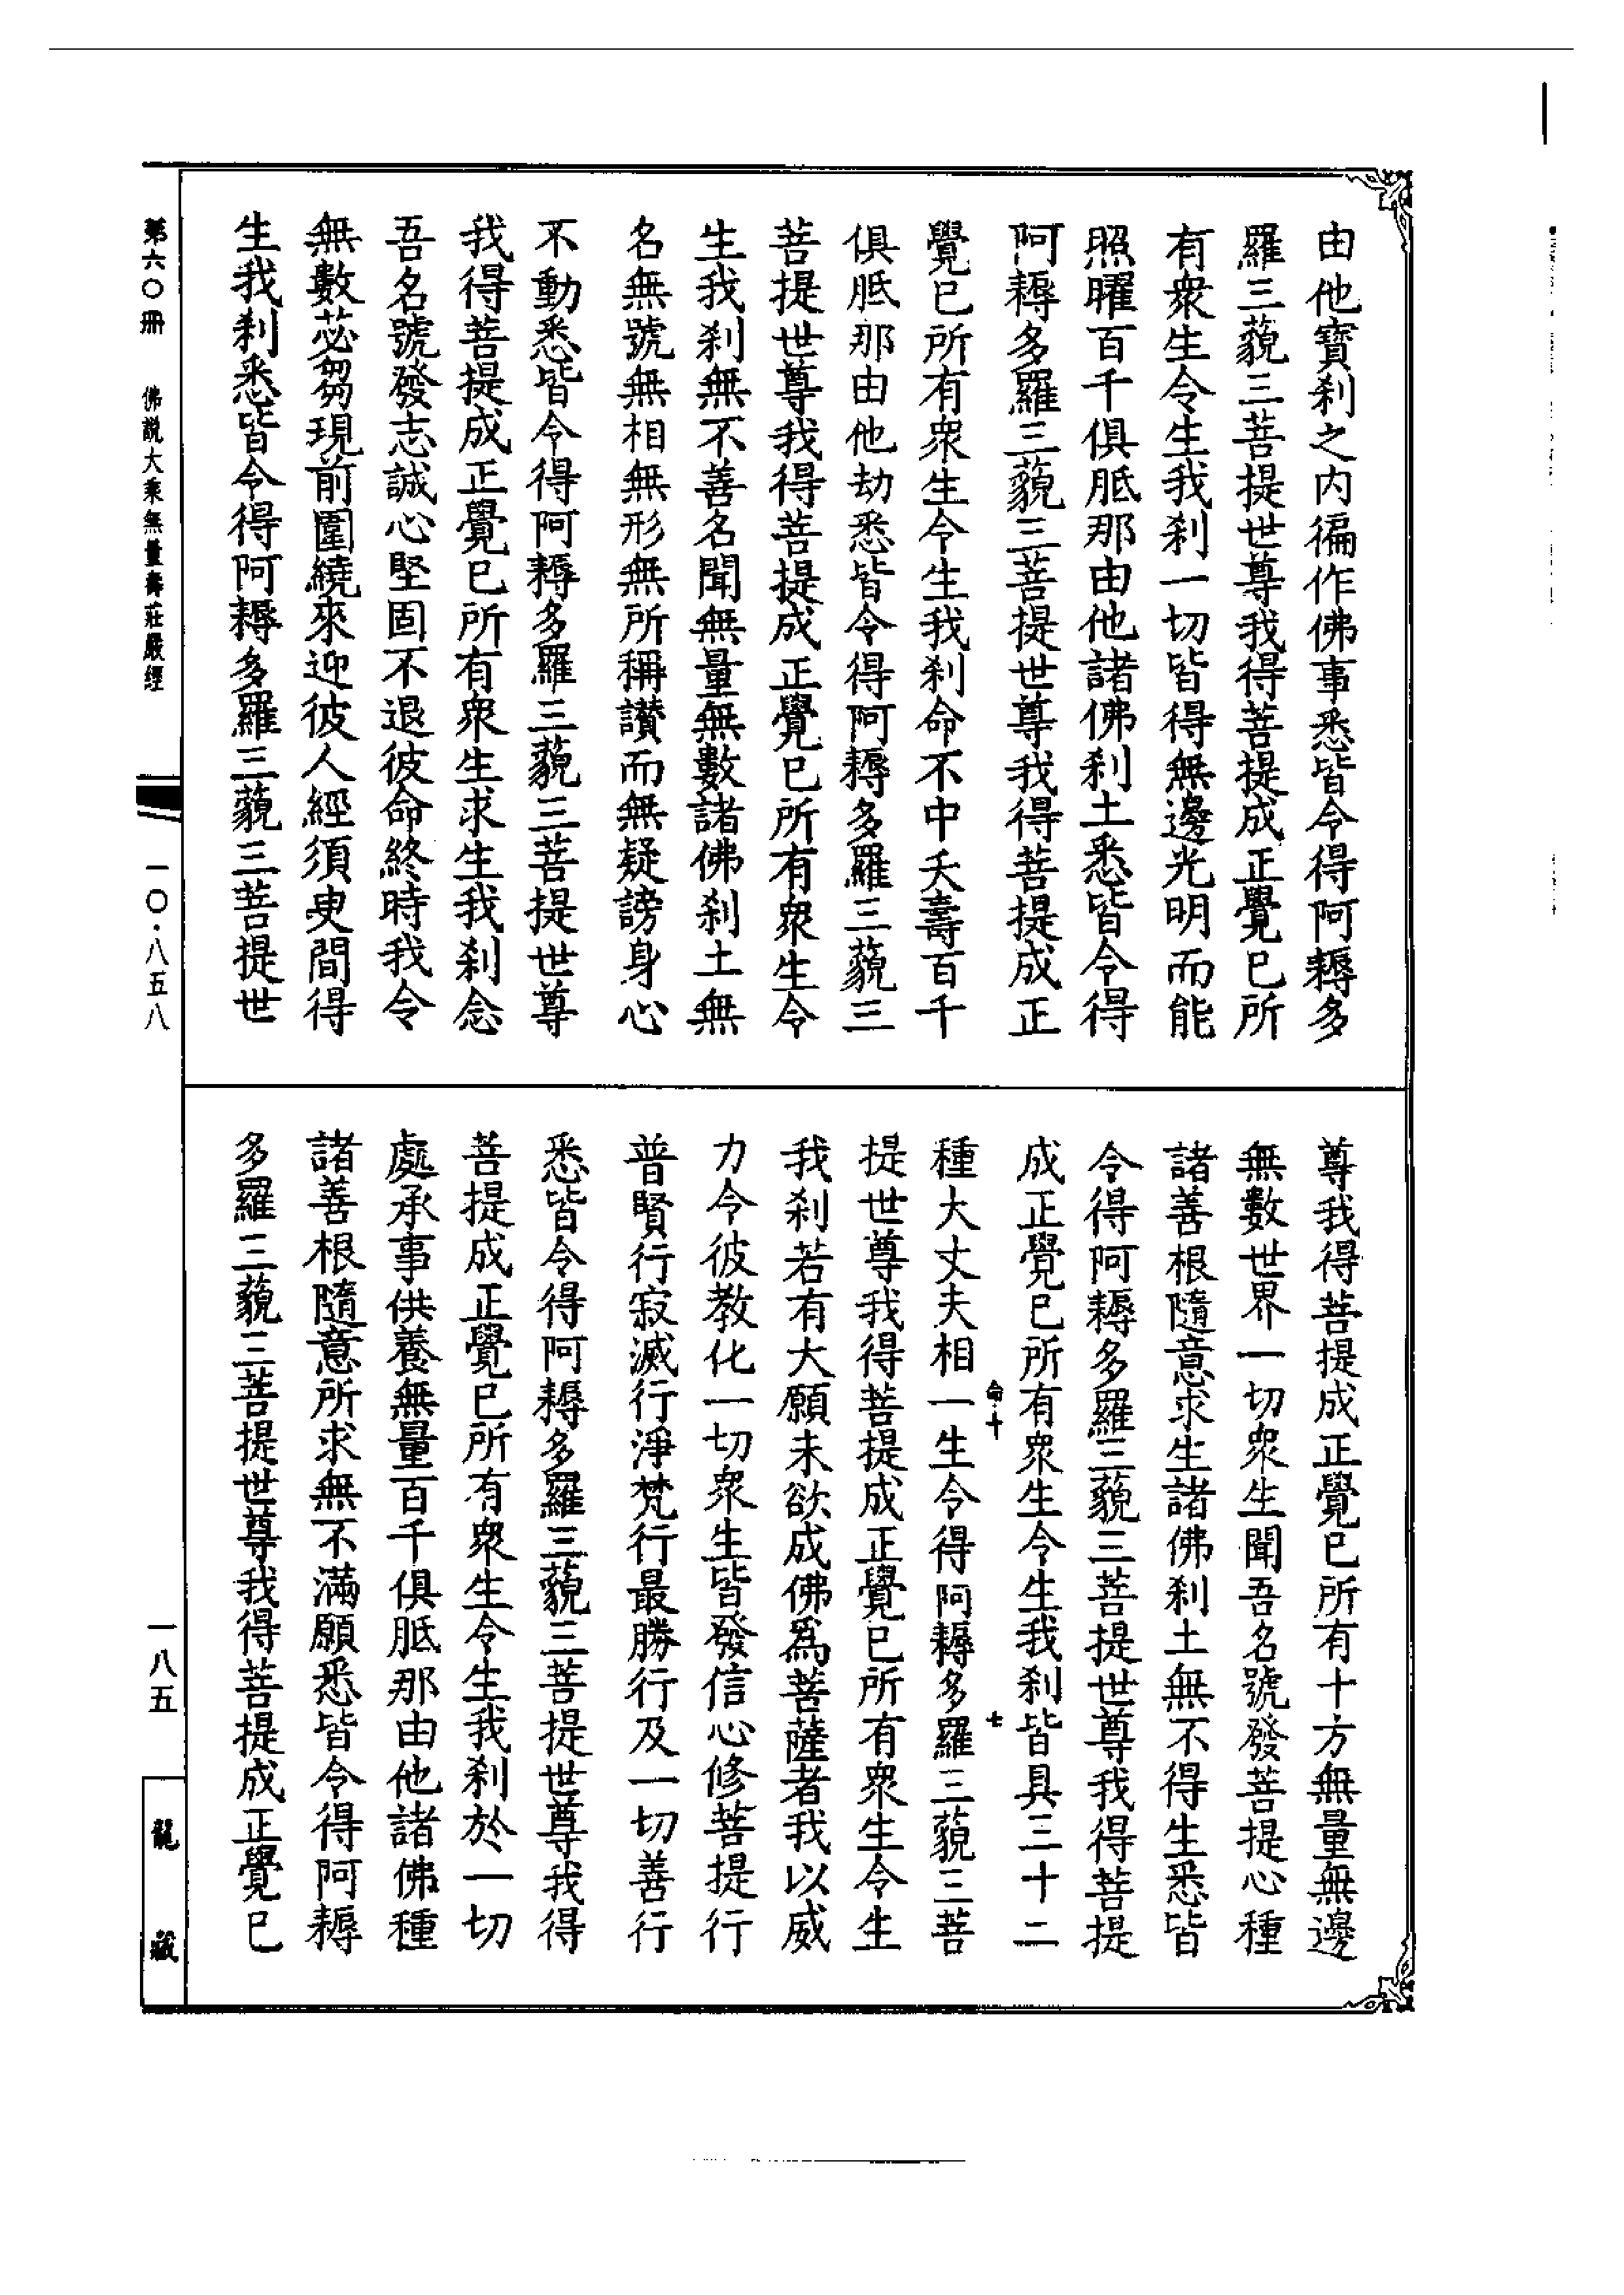 由他寶刹之内徧作佛事悉皆令得阿耨多
羅三藐三菩提世尊我得菩提成正覺已所
有衆生令生我刹一切皆得無邊光明而能
照曜百千俱胝那由他諸佛刹土悉皆令得
阿耨多羅三藐三菩提世尊我得菩提成正
覺已所有衆生令生我刹命不中夭壽百千
俱胝那由他劫悉皆令得阿耨多羅三藐三
菩提世尊我得菩提成正覺已所有衆生令
生我刹無不善名聞無量無數諸佛刹土無
名無號無相無形無所稱讃而無疑謗身心
不動悉皆令得阿耨多羅三藐三菩提世尊
我得菩提成正覺已所有衆生求生我刹念
吾名號發志誠心堅固不退彼命終時我令
無數苾芻現前圍繞來迎彼人經須臾間得
生我刹悉皆令得阿耨多羅三藐三菩提世
尊我得菩提成正覺已所有十方無量無邊
無數世界一切衆生聞吾名號發菩提心種
諸善根隨意求生諸佛刹土無不得生悉皆
令得阿耨多羅三藐三菩提世尊我得菩提
成正覺已所有衆生令生我刹皆具三十二
命十
七
種大丈夫相一生令得阿耨多羅三藐三菩
提世尊我得菩提成正覺已所有衆生令生
我刹若有大願未欲成佛爲菩薩者我以威
力令彼教化一切衆生皆發信心修菩提行
普賢行寂滅行淨梵行最勝行及一切善行
悉皆令得阿耨多羅三藐三菩提世尊我得
菩提成正覺已所有衆生令生我刹於一切
處承事供養無量百千俱胝那由他諸佛種
諸善根隨意所求無不滿願悉皆令得阿耨
多羅三藐三菩提世尊我得菩提成正覺已
第六〇冊 佛説大乘無量壽莊嚴經
一〇·八五八
一八五
龍藏